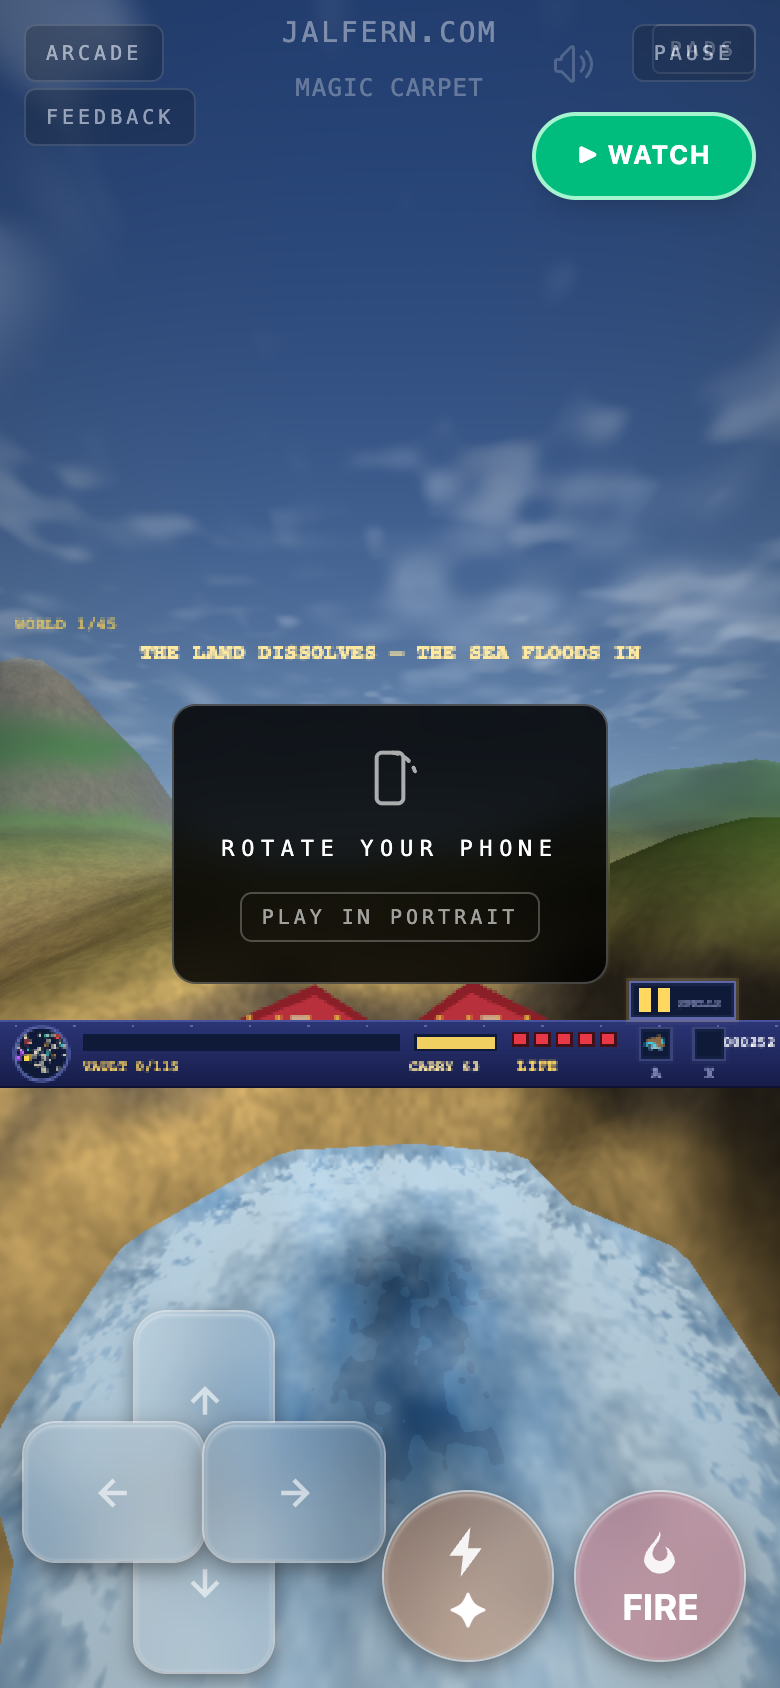 JALFERN.COM
MAGIC CARPET
ARCADE
FEEDBACK
PAUSE
WATCH
WORLD 1/45
THE LAND DISSOLVES — THE SEA FLOODS IN
ROTATE YOUR PHONE
PLAY IN PORTRAIT
VAULT 0/115
CARRY 63
LIFE
000252
A
X
FIRE